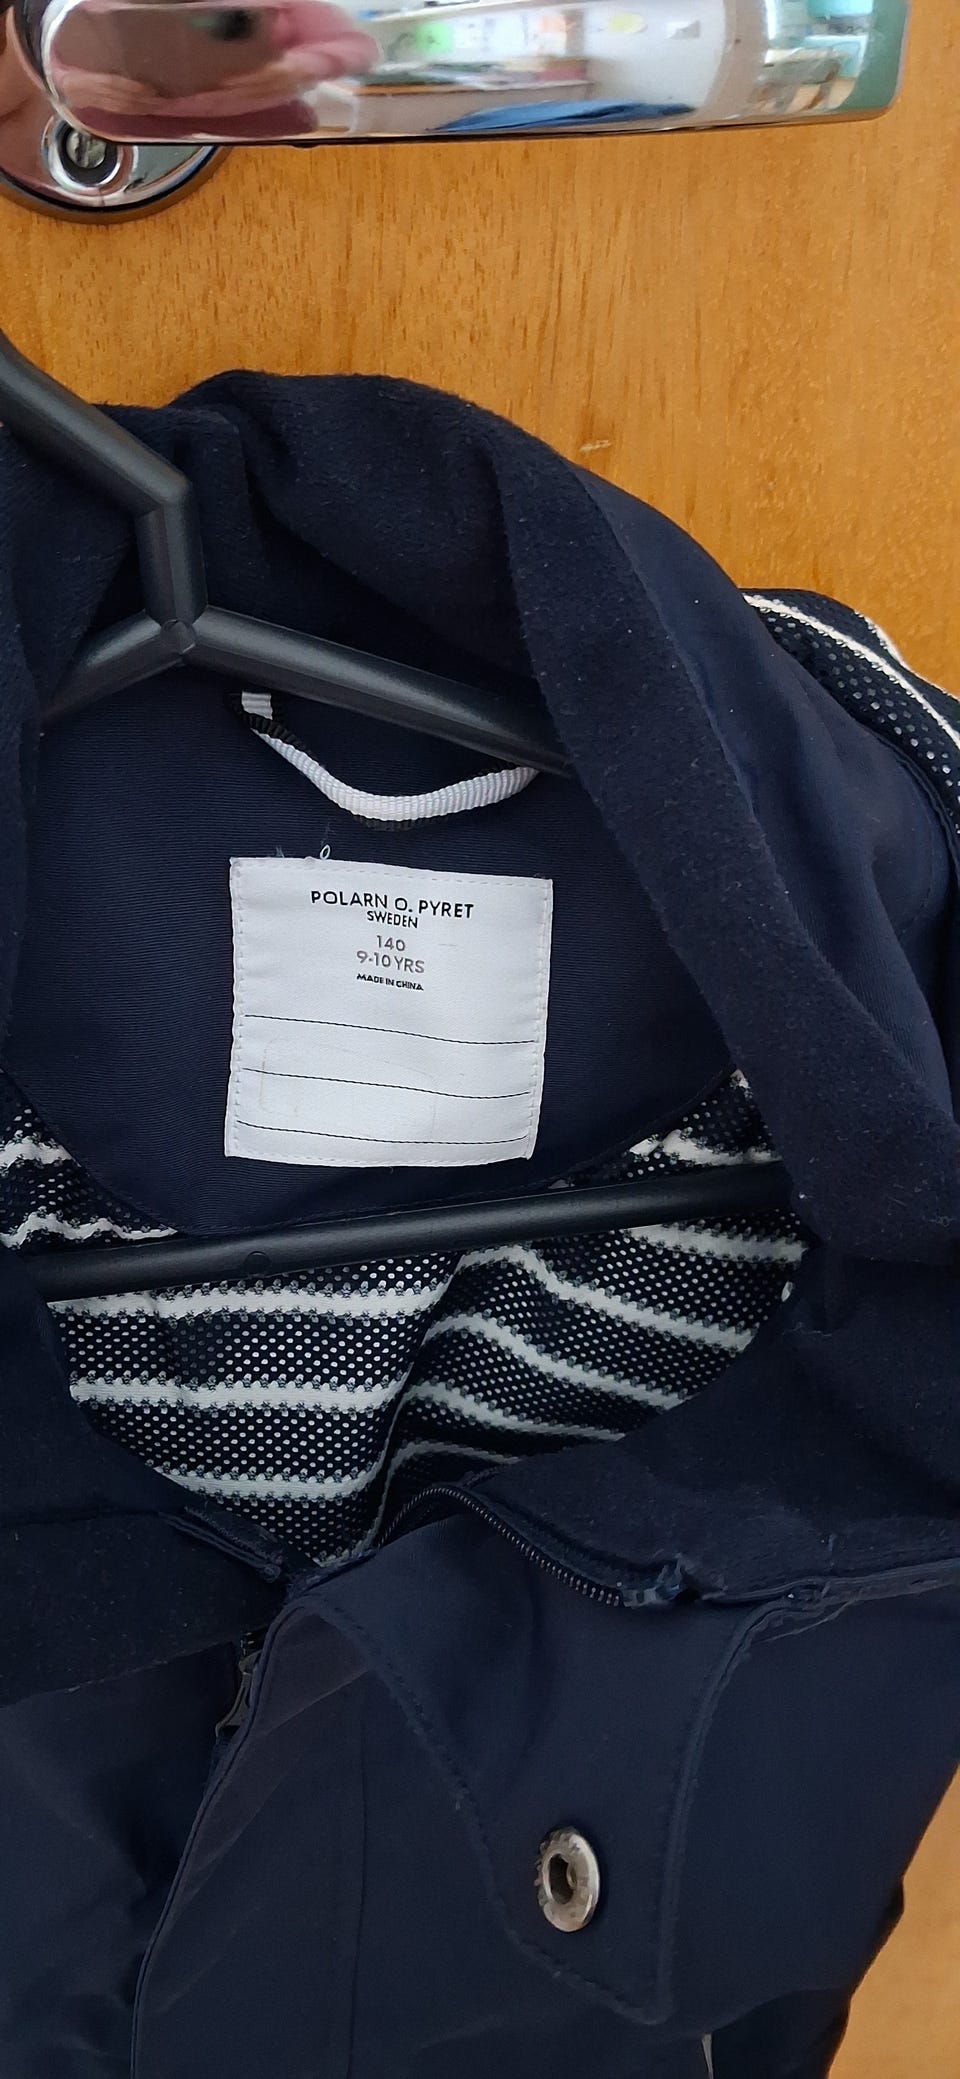 POLARN O. PYRET
SWEDEN
140
9-10 YRS
MADE IN CHINA